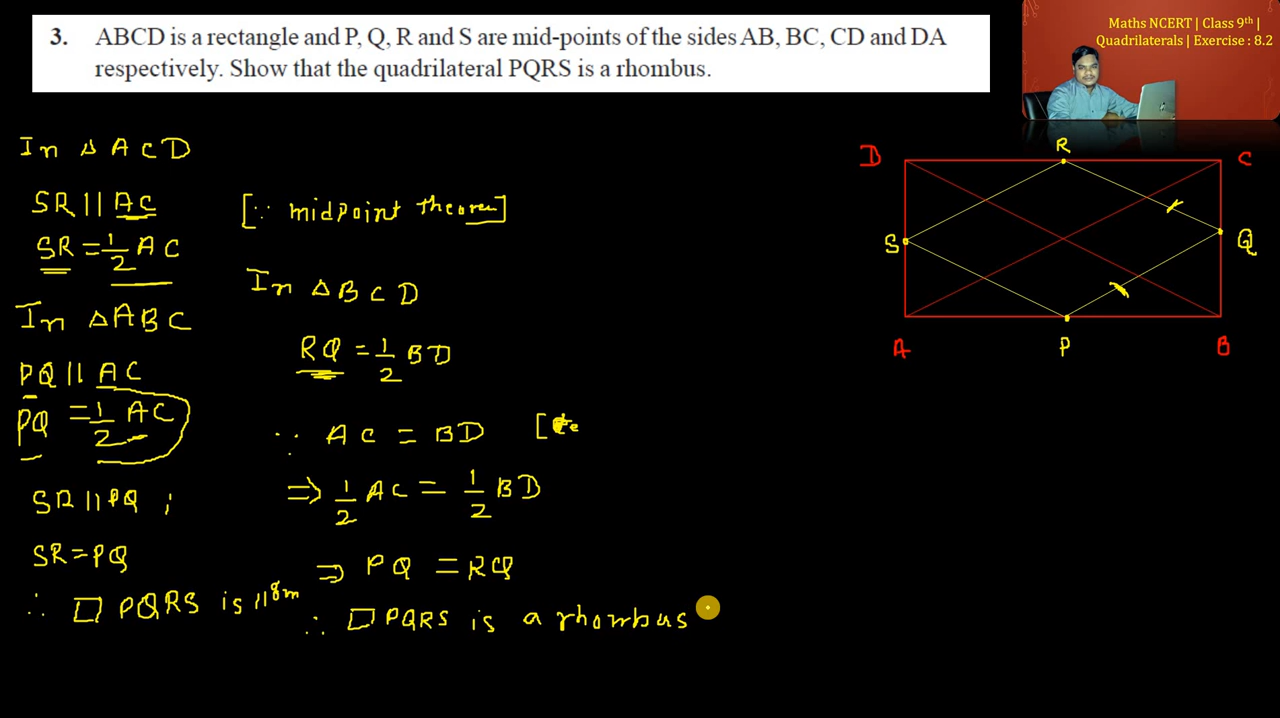 3. ABCD is a rectangle and P, Q, R and S are mid-points of the sides AB, BC, CD and DA
respectively. Show that the quadrilateral PQRS is a rhombus.
Maths NCERT | Class 9th |
Quadrilaterals | Exercise : 8.2
In △ ACD
SR || AC [∵ midpoint theorem]
SR = 1/2 AC
In △ ABC
PQ || AC
PQ = 1/2 AC
SR || PQ ;
SR = PQ
∴ □ PQRS is ||gm
In △ BCD
RQ = 1/2 BD
∵ AC = BD [
⇒ 1/2 AC = 1/2 BD
⇒ PQ = RQ
∴ □ PQRS is a rhombus
D R C
S Q
A P B